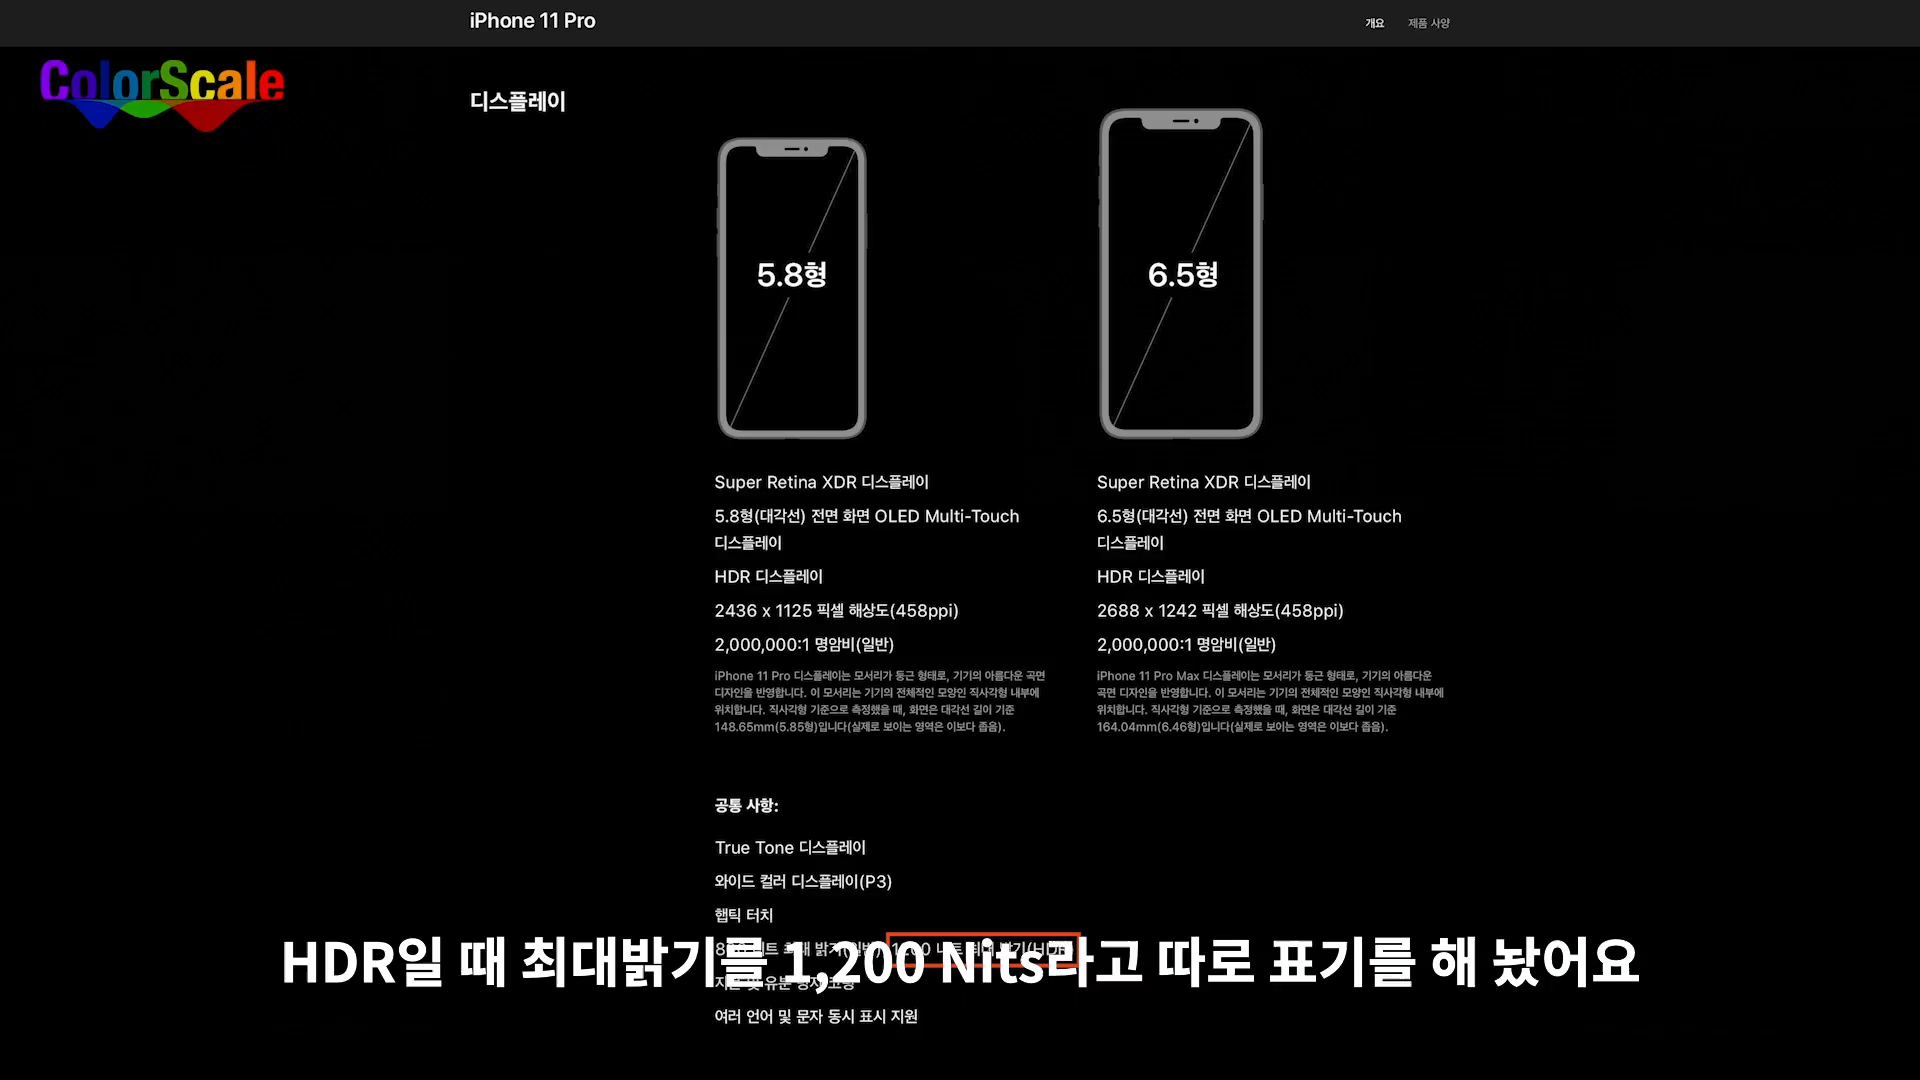 iPhone 11 Pro
개요
제품 사양
ColorScale
디스플레이
5.8형
6.5형
Super Retina XDR 디스플레이
5.8형(대각선) 전면 화면 OLED Multi-Touch
디스플레이
HDR 디스플레이
2436 x 1125 픽셀 해상도(458ppi)
2,000,000:1 명암비(일반)
iPhone 11 Pro 디스플레이는 모서리가 둥근 형태로, 기기의 아름다운 곡면
디자인을 반영합니다. 이 모서리는 기기의 전체적인 모양인 직사각형 내부에
위치합니다. 직사각형 기준으로 측정했을 때, 화면은 대각선 길이 기준
148.65mm(5.85형)입니다(실제로 보이는 영역은 이보다 좁음).
Super Retina XDR 디스플레이
6.5형(대각선) 전면 화면 OLED Multi-Touch
디스플레이
HDR 디스플레이
2688 x 1242 픽셀 해상도(458ppi)
2,000,000:1 명암비(일반)
iPhone 11 Pro Max 디스플레이는 모서리가 둥근 형태로, 기기의 아름다운
곡면 디자인을 반영합니다. 이 모서리는 기기의 전체적인 모양인 직사각형 내부에
위치합니다. 직사각형 기준으로 측정했을 때, 화면은 대각선 길이 기준
164.04mm(6.46형)입니다(실제로 보이는 영역은 이보다 좁음).
공통 사항:
True Tone 디스플레이
와이드 컬러 디스플레이(P3)
햅틱 터치
HDR일 때 최대밝기를 1,200 Nits라고 따로 표기를 해 놨어요
여러 언어 및 문자 동시 표시 지원